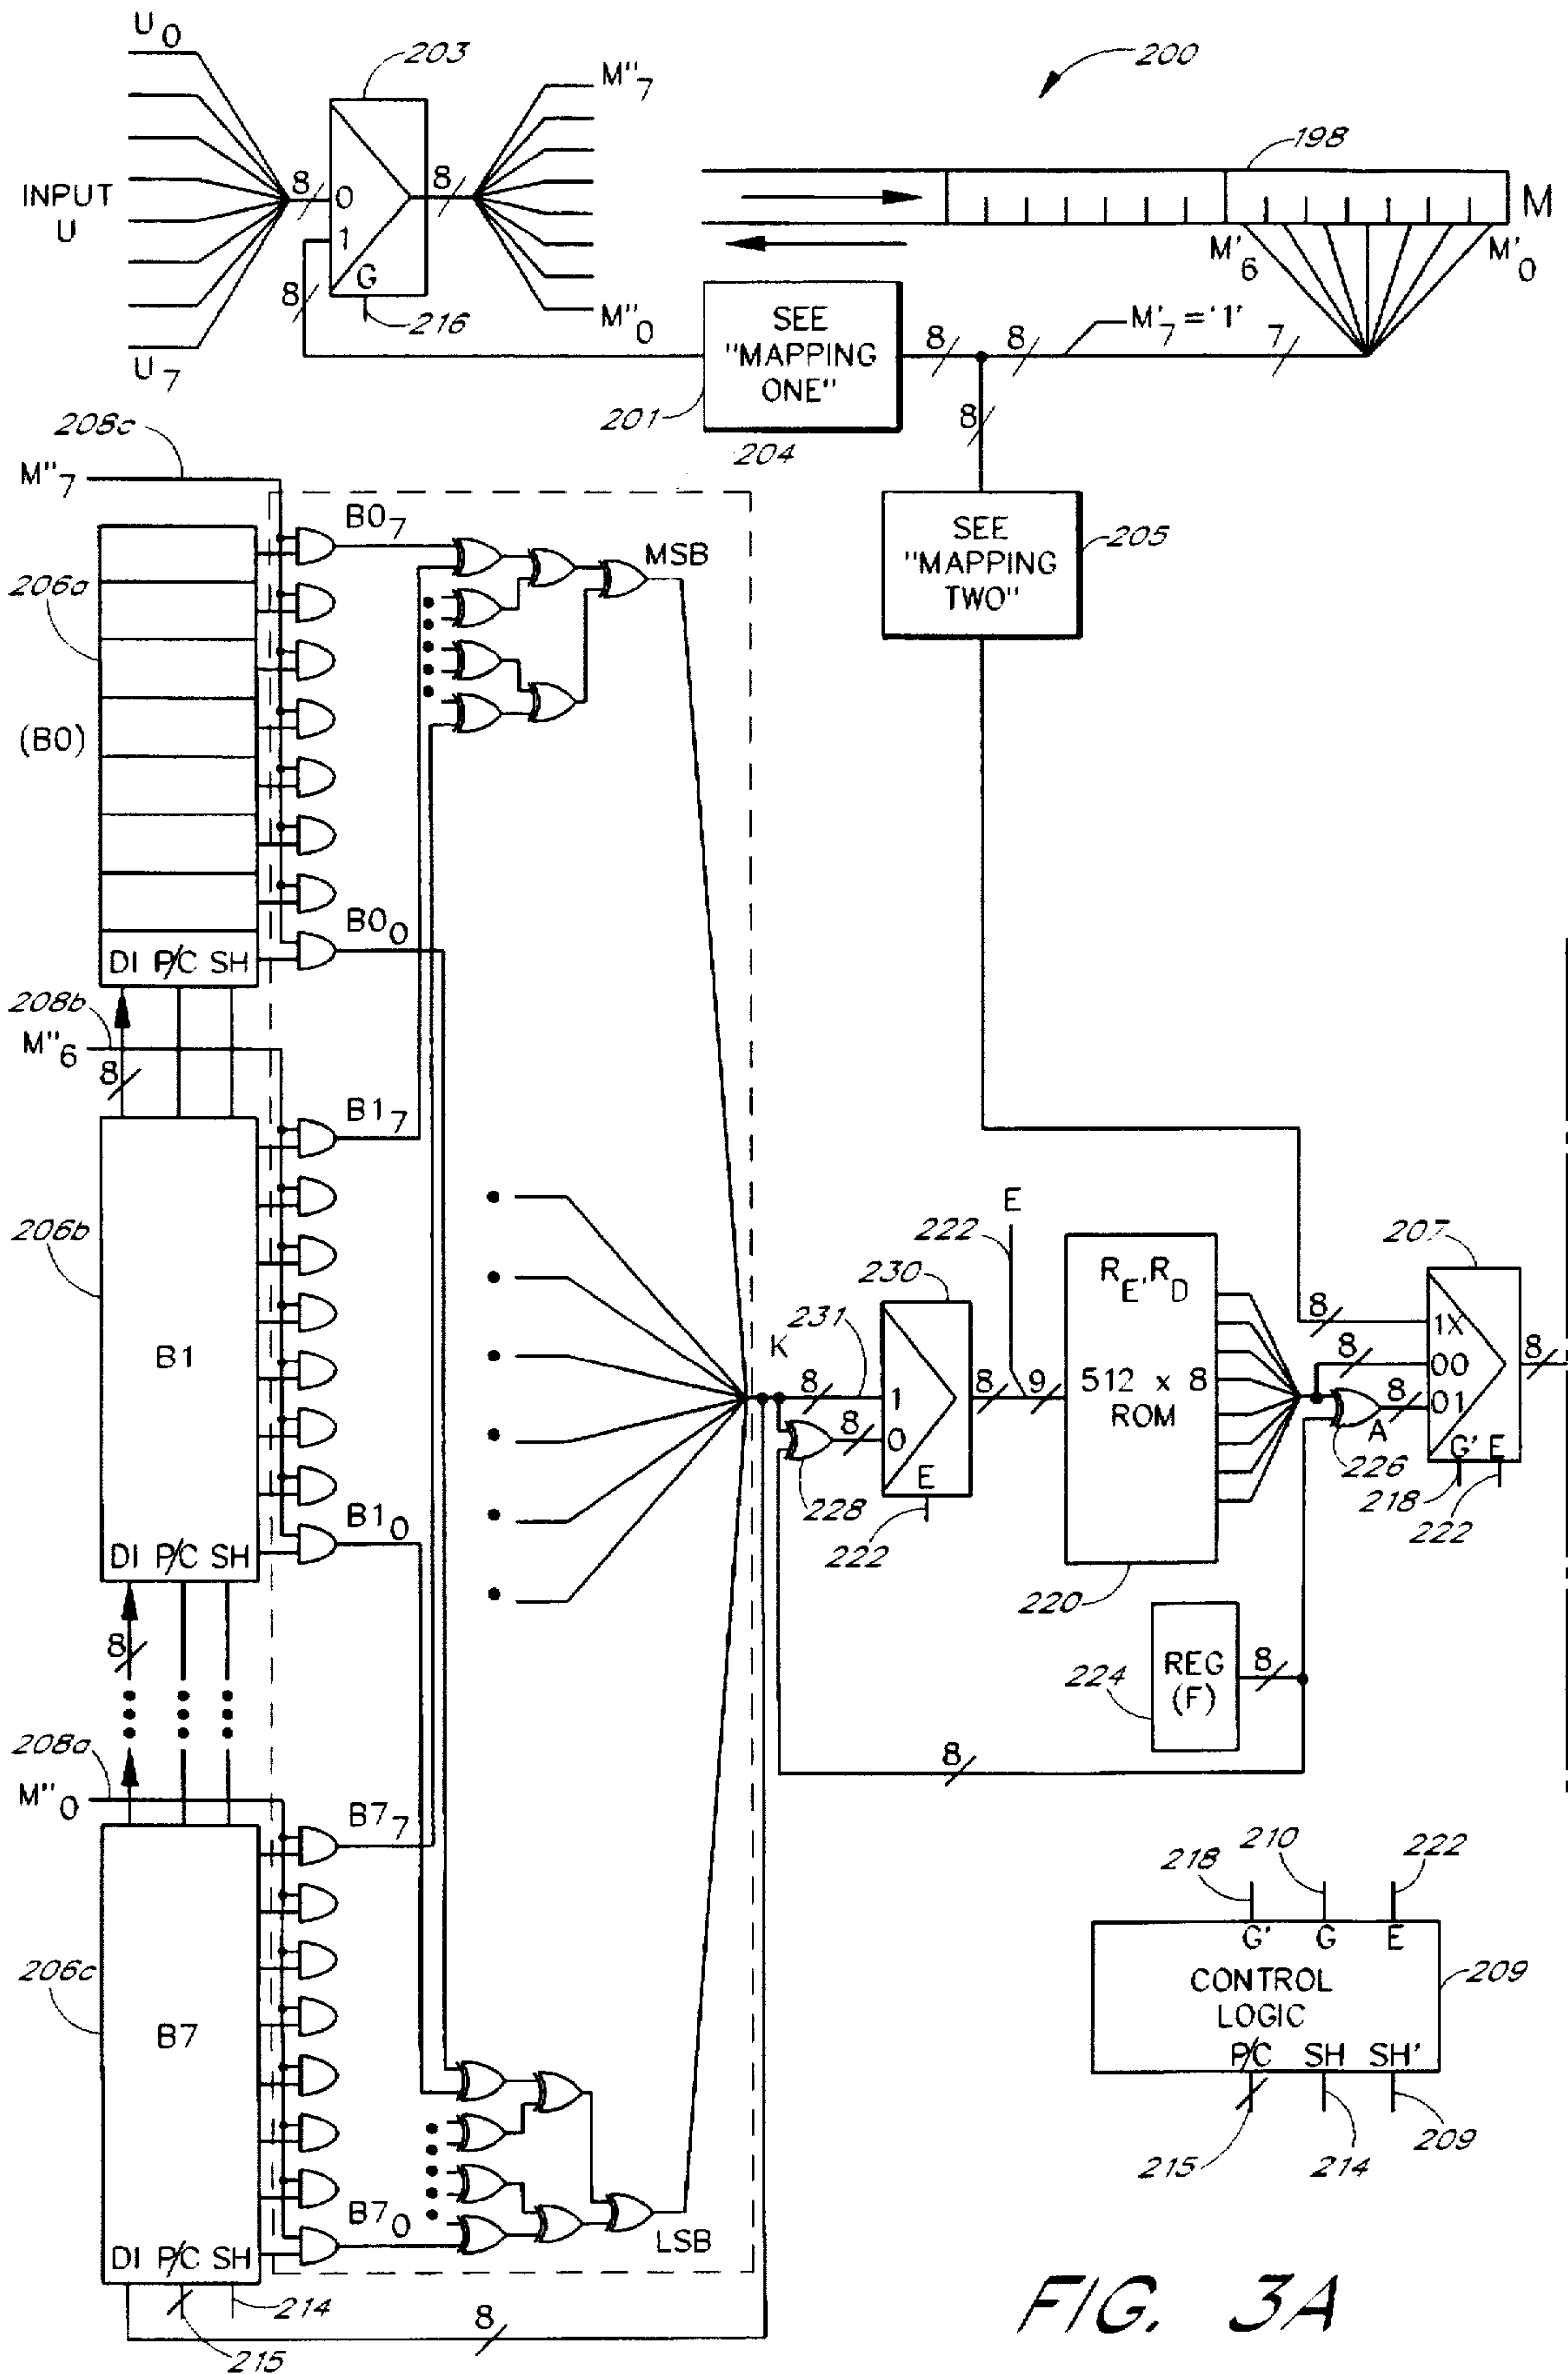 U0
203
M"7
200
198
INPUT
U
8
0
8
1
G
8
216
M"0
M
M'6
M'0
SEE
"MAPPING
ONE"
8
8
M'7 = '1'
7
201
204
8
U7
208c
M"7
B07
MSB
SEE
"MAPPING
TWO"
205
206a
(B0)
B00
DI P/C SH
208b
M"6
8
B17
206b
B1
E
222
230
RE, RD
207
K
231
8
1
8
9
512 x 8
ROM
8
1X
8
00
8
8
01
A
G' E
8
0
E
228
222
226
218
222
220
B10
DI P/C SH
8
224
REG
(F)
8
8
208a
M"0
B77
218
210
222
G' G E
CONTROL
LOGIC
209
P/C SH SH'
215
214
209
206c
B7
B70
LSB
DI P/C SH
214
215
8
FIG. 3A